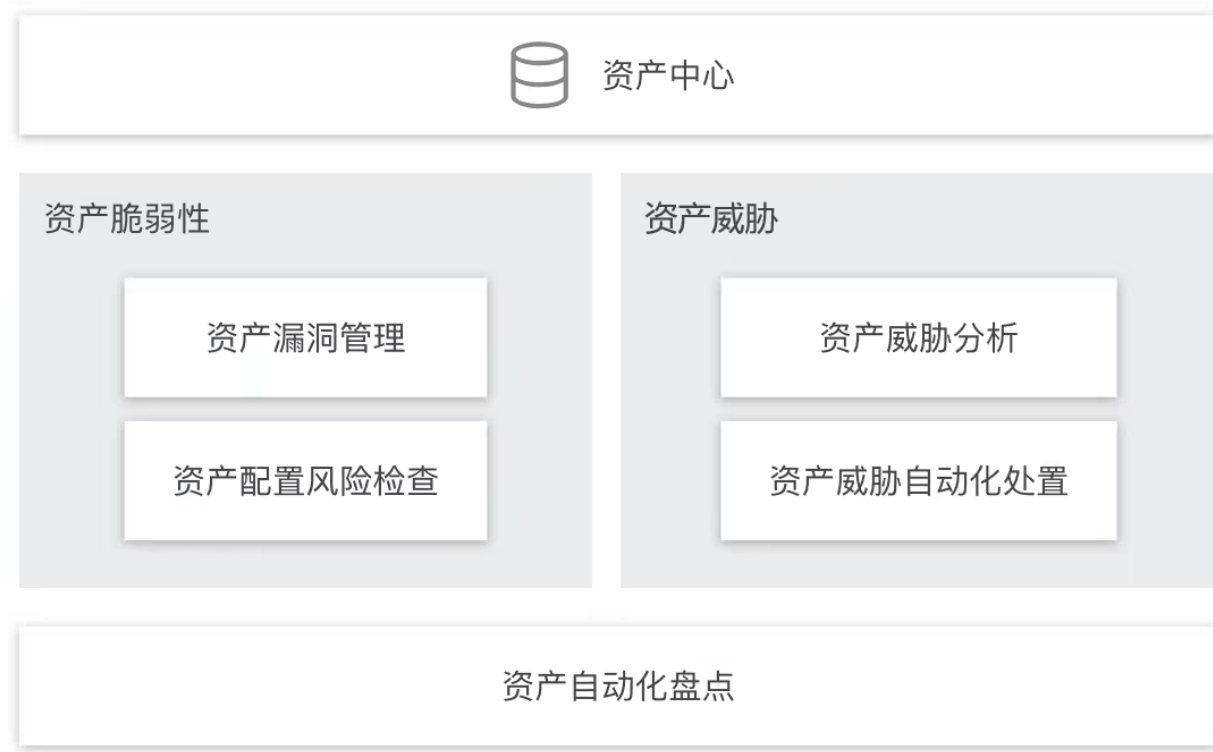 资产中心
资产脆弱性
资产漏洞管理
资产配置风险检查
资产威胁
资产威胁分析
资产威胁自动化处置
资产自动化盘点